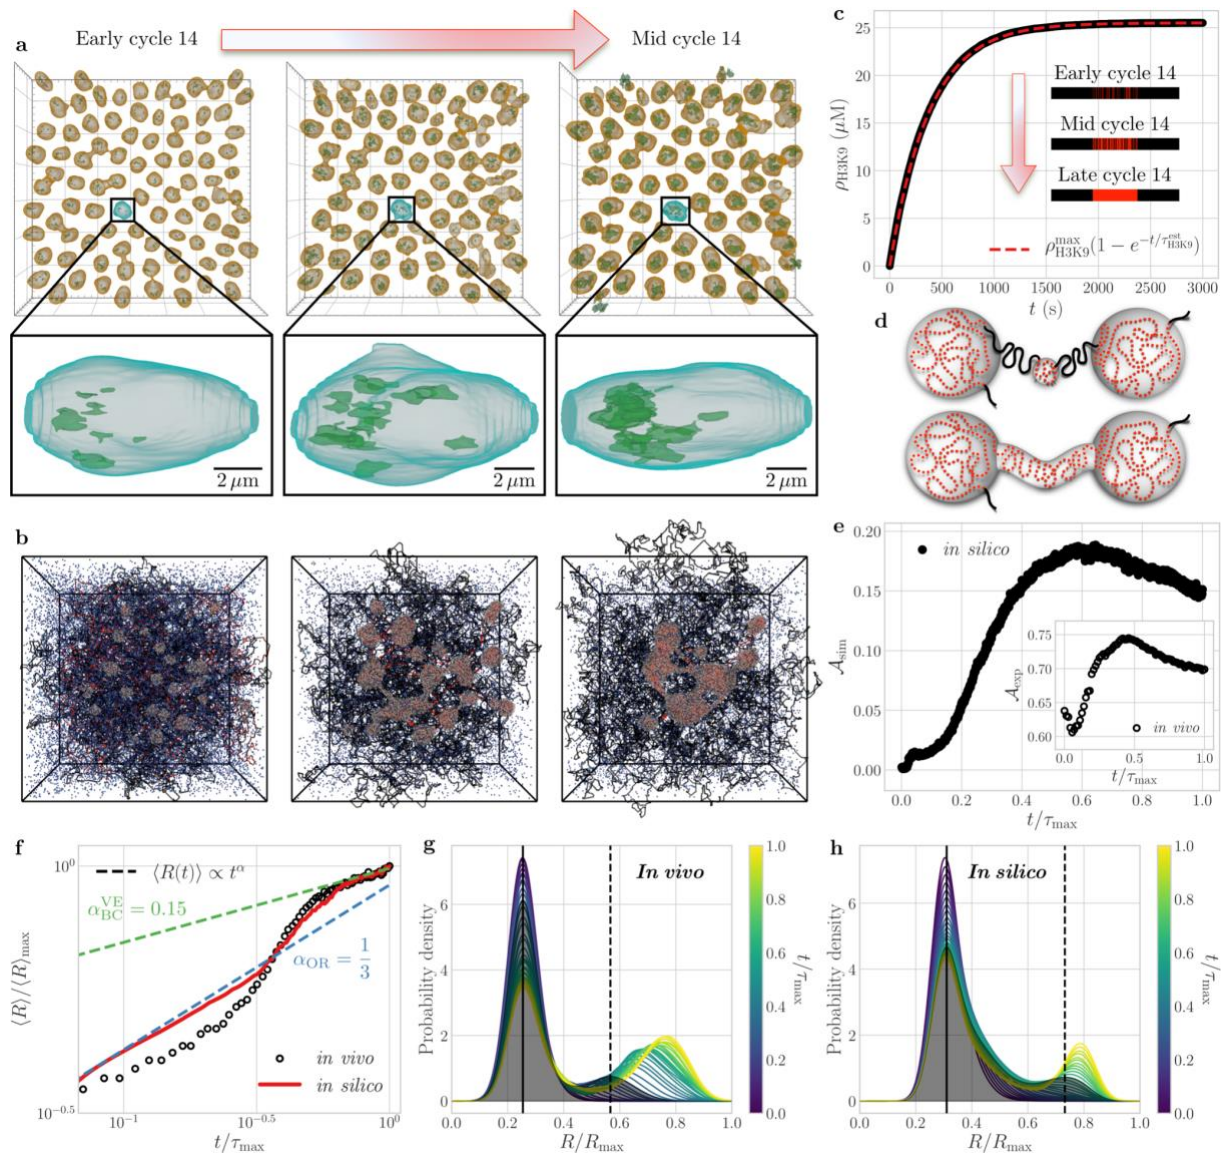 a
Early cycle 14
Mid cycle 14
2 μm
2 μm
2 μm
b
c
ρH3K9 (μM)
25
20
15
10
5
0
Early cycle 14
Mid cycle 14
Late cycle 14
ρ^max_H3K9(1 − e^−t/τ^est_H3K9)
0 500 1000 1500 2000 2500 3000
t (s)
d
e
in silico
𝒜sim
0.20
0.15
0.10
0.05
0.00
𝒜exp
0.75
0.70
0.65
0.60
in vivo
0.0 0.5 1.0
t/τmax
0.0 0.2 0.4 0.6 0.8 1.0
t/τmax
f
⟨R⟩/⟨R⟩max
10^0
10^−0.5
⟨R(t)⟩ ∝ t^α
α^VE_BC = 0.15
α_OR = 1/3
in vivo
in silico
10^−1 10^−0.5 10^0
t/τmax
g
In vivo
Probability density
6
4
2
0
0.0 0.2 0.4 0.6 0.8 1.0
R/Rmax
1.0
0.8
0.6
0.4
0.2
0.0
t/τmax
h
In silico
Probability density
6
4
2
0
0.0 0.2 0.4 0.6 0.8 1.0
R/Rmax
1.0
0.8
0.6
0.4
0.2
0.0
t/τmax